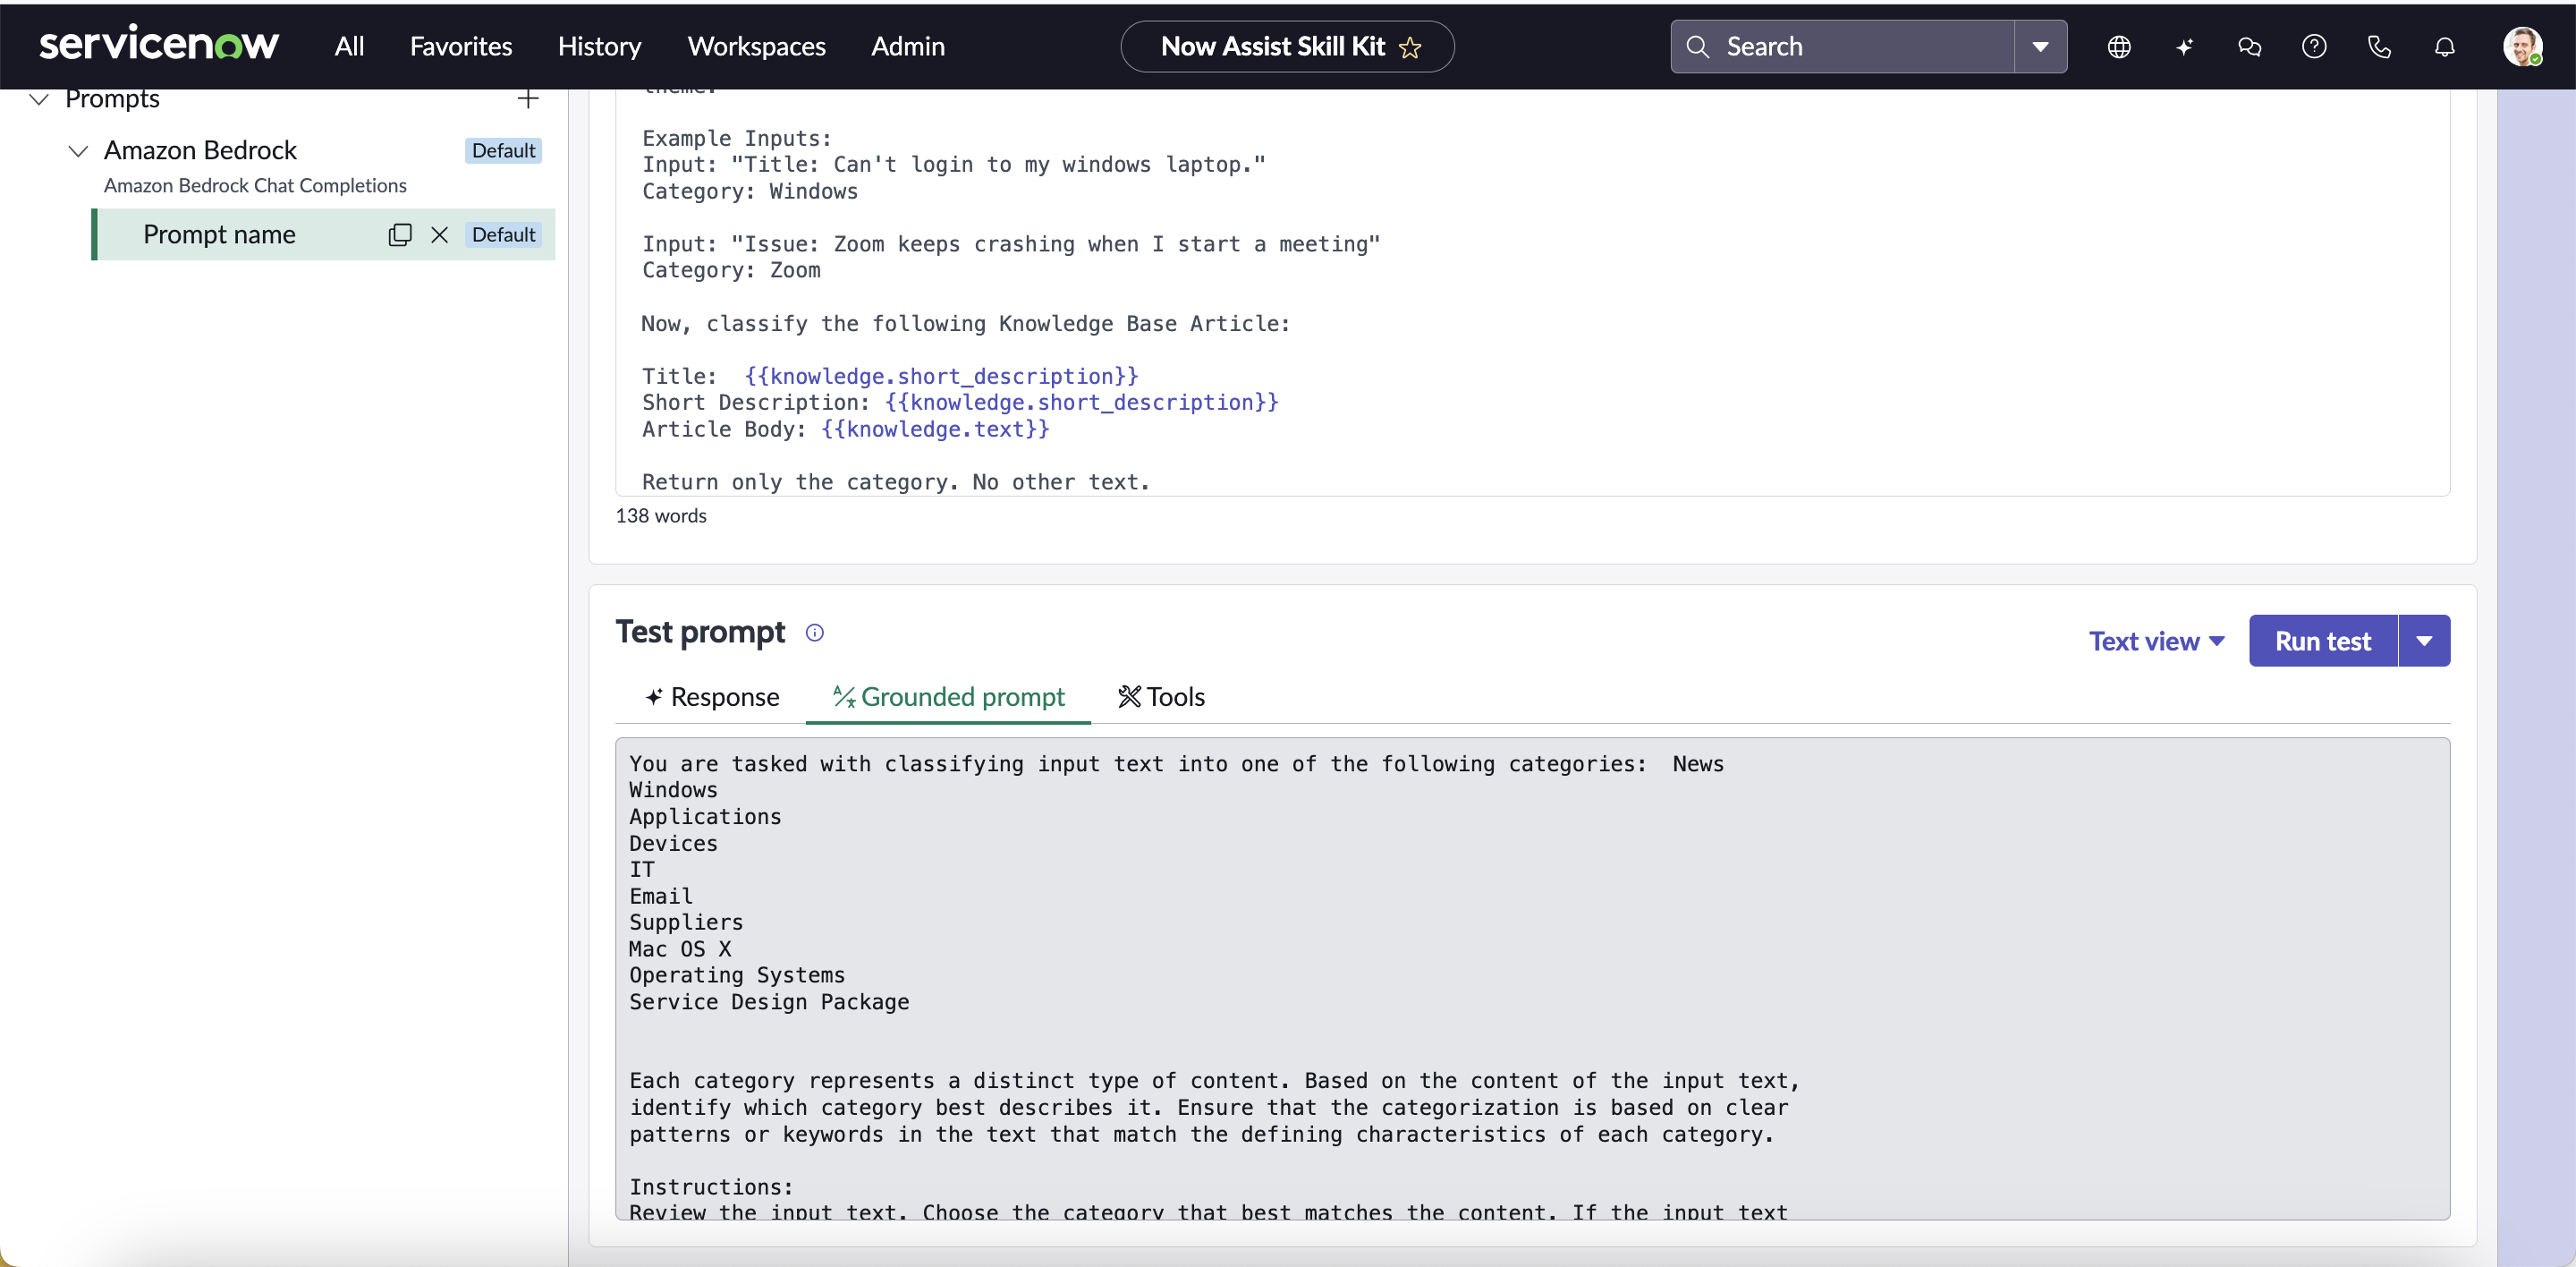 servicenow
All
Favorites
History
Workspaces
Admin
Now Assist Skill Kit
Search
Prompts
Amazon Bedrock
Default
Amazon Bedrock Chat Completions
Prompt name
Default
theme.
Example Inputs:
Input: "Title: Can't login to my windows laptop."
Category: Windows
Input: "Issue: Zoom keeps crashing when I start a meeting"
Category: Zoom
Now, classify the following Knowledge Base Article:
Title:  {{knowledge.short_description}}
Short Description: {{knowledge.short_description}}
Article Body: {{knowledge.text}}
Return only the category. No other text.
138 words
Test prompt
Text view
Run test
Response
Grounded prompt
Tools
You are tasked with classifying input text into one of the following categories:  News
Windows
Applications
Devices
IT
Email
Suppliers
Mac OS X
Operating Systems
Service Design Package
Each category represents a distinct type of content. Based on the content of the input text,
identify which category best describes it. Ensure that the categorization is based on clear
patterns or keywords in the text that match the defining characteristics of each category.
Instructions:
Review the input text. Choose the category that best matches the content. If the input text